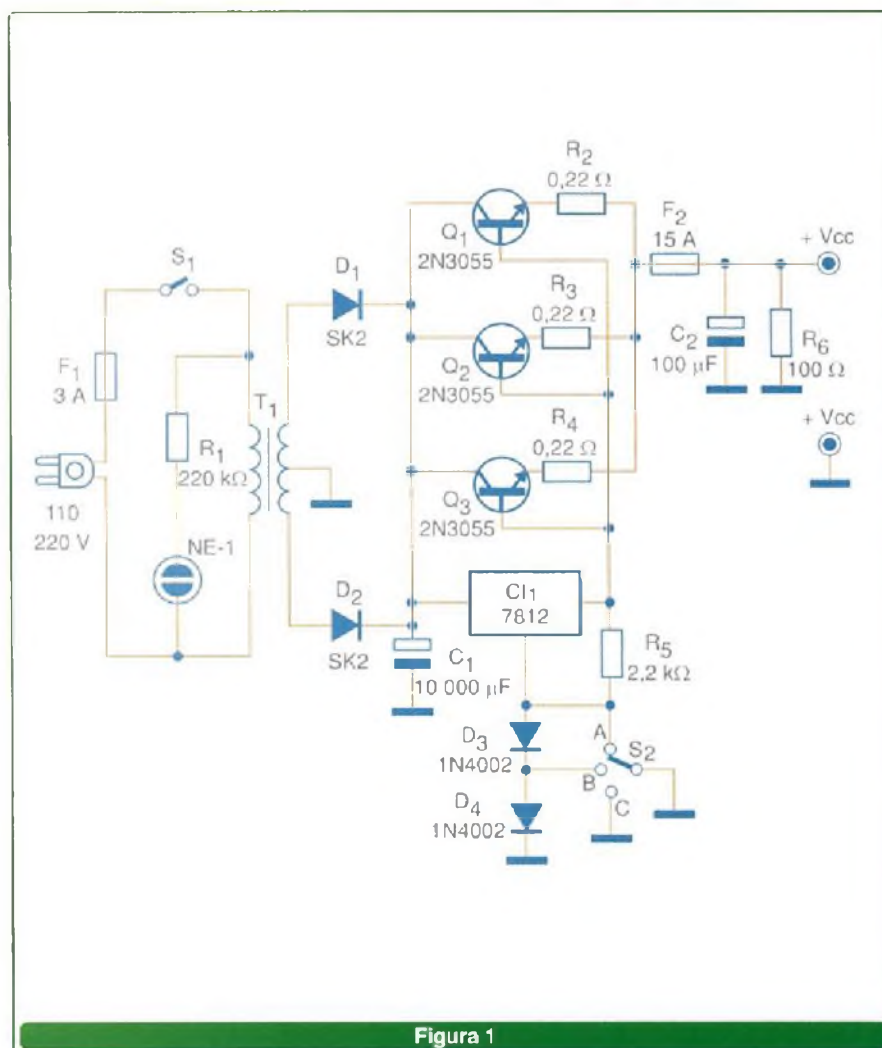 R2
0,22 Ω
F2
15 A
+ Vcc
Q1
2N3055
S1
D1
SK2
R3
0,22 Ω
C2
100 µF
R6
100 Ω
F1
3 A
Q2
2N3055
T1
R4
0,22 Ω
+ Vcc
R1
220 kΩ
Q3
2N3055
110
220 V
NE-1
D2
SK2
CI1
7812
C1
10 000 µF
R5
2,2 kΩ
D3
1N4002
A
S2
B
C
D4
1N4002
Figura 1